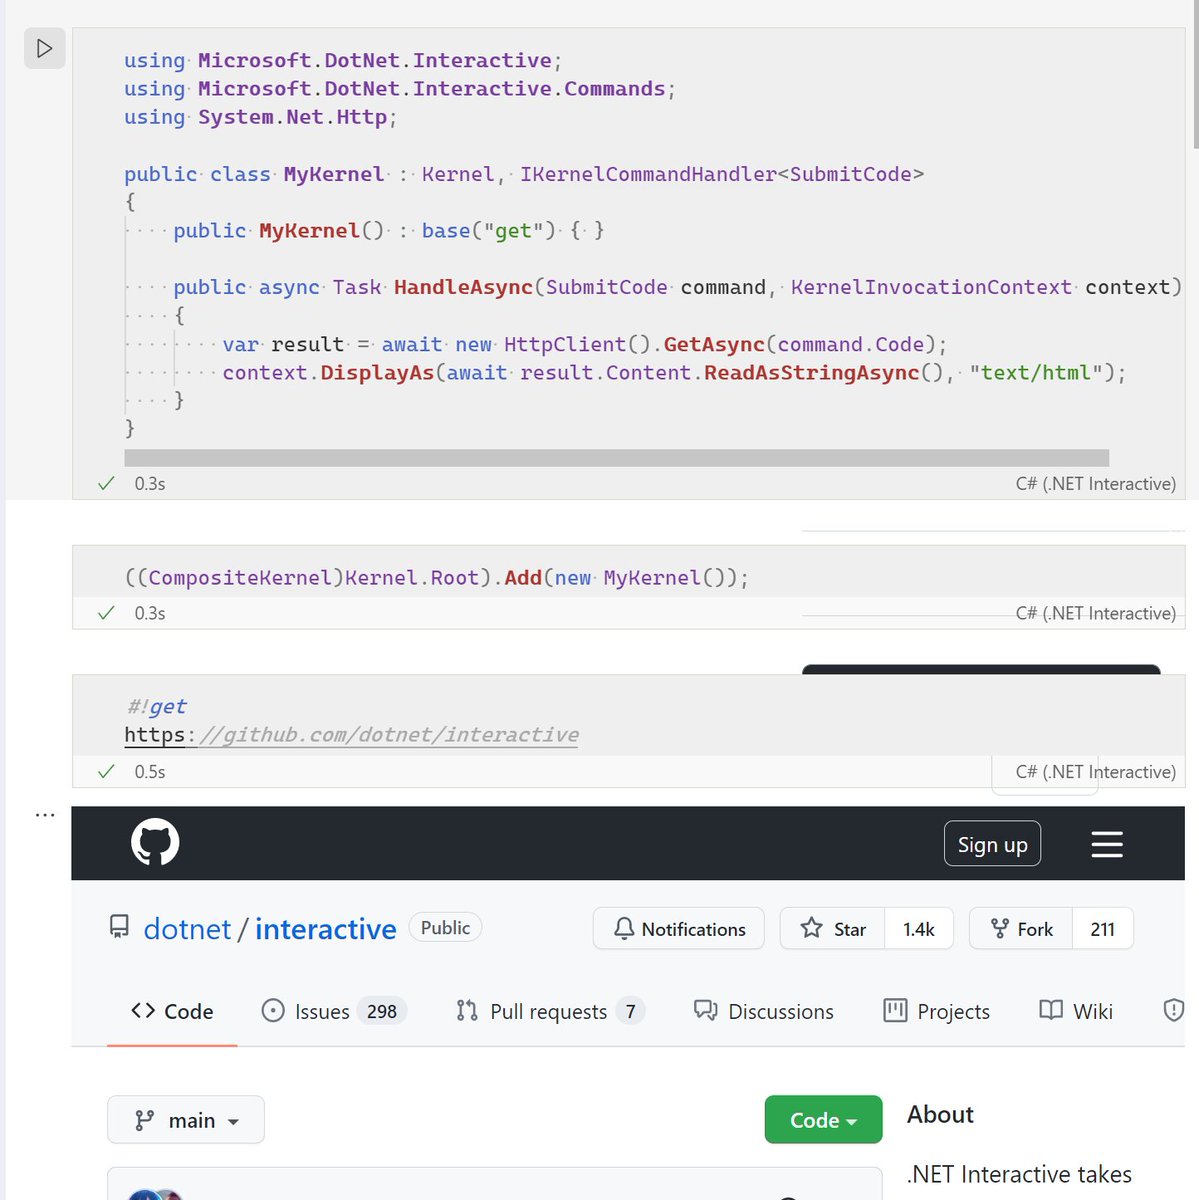 using Microsoft.DotNet.Interactive;
using Microsoft.DotNet.Interactive.Commands;
using System.Net.Http;
public class MyKernel : Kernel, IKernelCommandHandler<SubmitCode>
{
public MyKernel() : base("get") { }
public async Task HandleAsync(SubmitCode command, KernelInvocationContext context)
{
var result = await new HttpClient().GetAsync(command.Code);
context.DisplayAs(await result.Content.ReadAsStringAsync(), "text/html");
}
}
0.3s C# (.NET Interactive)
((CompositeKernel)Kernel.Root).Add(new MyKernel());
0.3s C# (.NET Interactive)
#!get
https://github.com/dotnet/interactive
0.5s C# (.NET Interactive)
Sign up
dotnet / interactive Public Notifications Star 1.4k Fork 211
Code Issues 298 Pull requests 7 Discussions Projects Wiki
main Code About
.NET Interactive takes